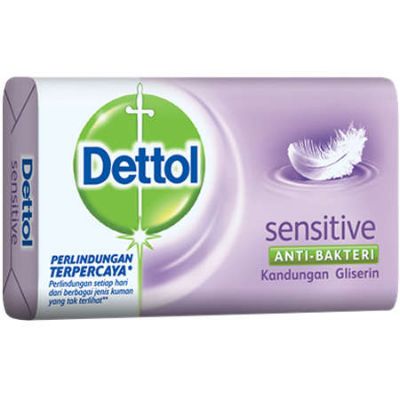 Dettol
sensitive
Dettol
PERLINDUNGAN
TERPERCAYA*
Perlindungan setiap hari
dari berbagai jenis kuman
yang tak terlihat**
sensitive
ANTI-BAKTERI
Kandungan Gliserin